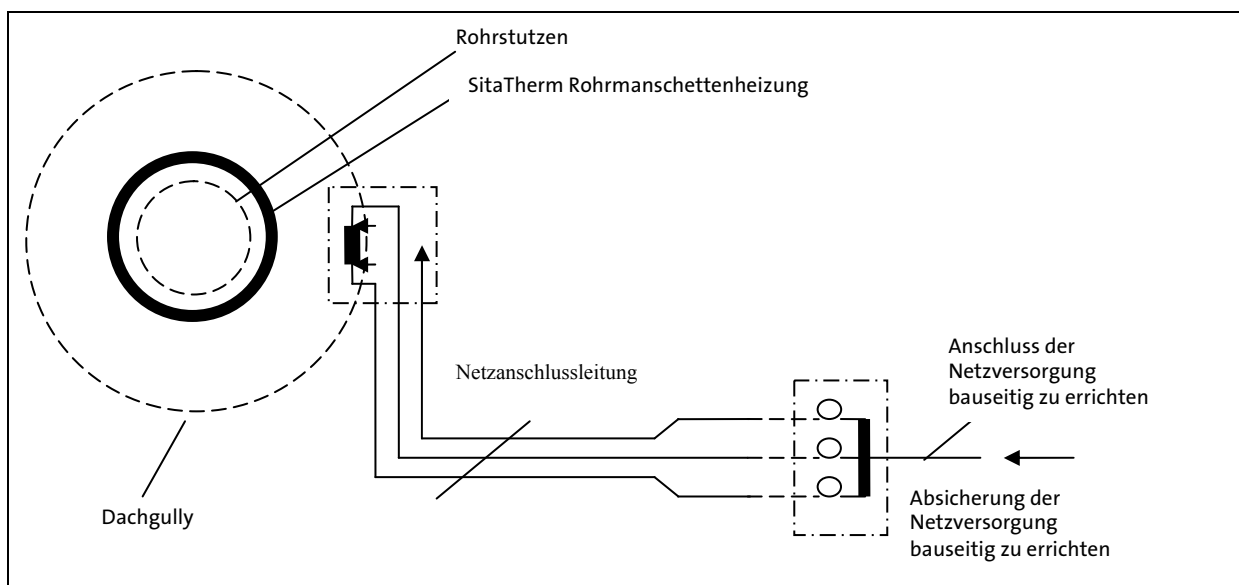 Rohrstutzen
SitaTherm Rohrmanschettenheizung
Netzanschlussleitung
Anschluss der
Netzversorgung
bauseitig zu errichten
Dachgully
Absicherung der
Netzversorgung
bauseitig zu errichten